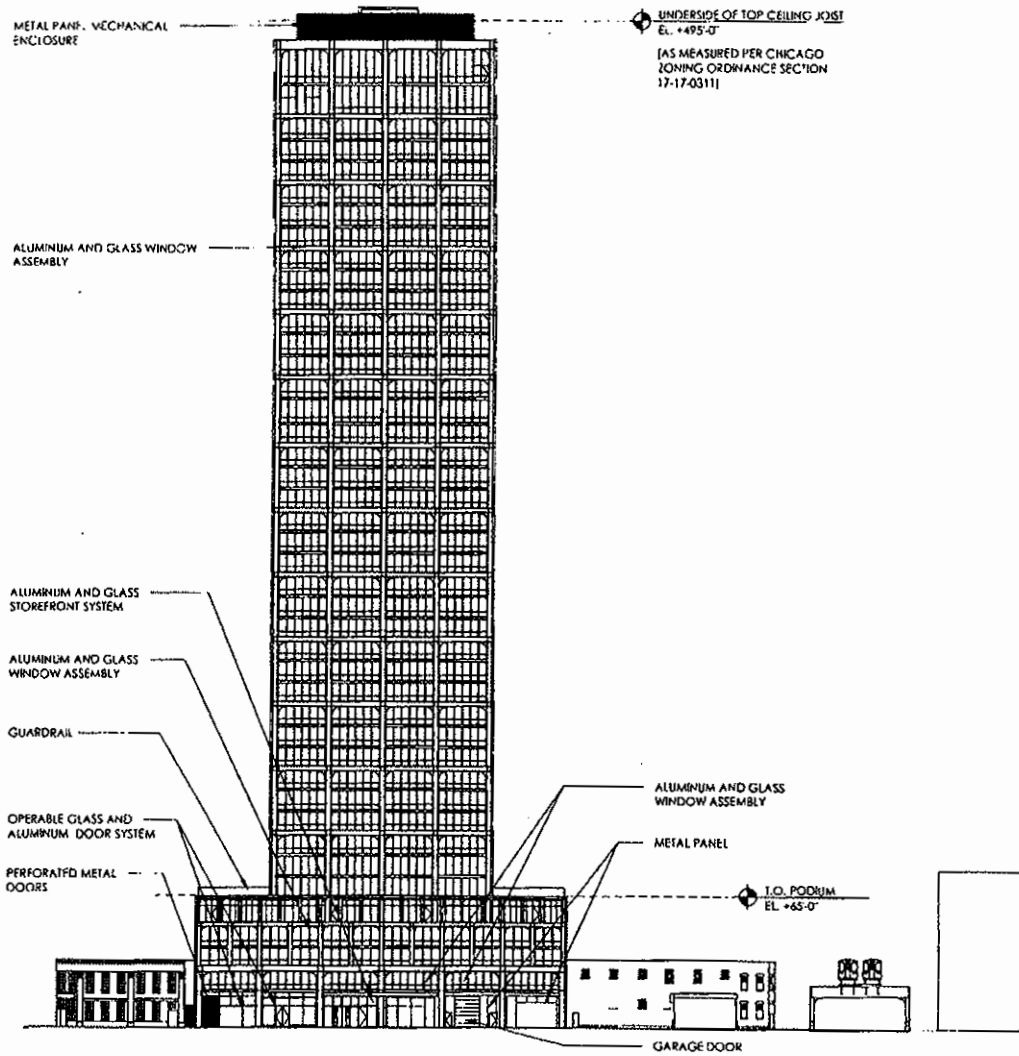 METAL PANEL MECHANICAL
ENCLOSURE
UNDERSIDE OF TOP CEILING JOIST
EL. +495'-0"
[AS MEASURED PER CHICAGO
ZONING ORDINANCE SECTION
17-17-0311]
ALUMINUM AND GLASS WINDOW
ASSEMBLY
ALUMINUM AND GLASS
STOREFRONT SYSTEM
ALUMINUM AND GLASS
WINDOW ASSEMBLY
GUARDRAIL
OPERABLE GLASS AND
ALUMINUM DOOR SYSTEM
PERFORATED METAL
DOORS
ALUMINUM AND GLASS
WINDOW ASSEMBLY
METAL PANEL
T.O. PODIUM
EL. +65'-0"
GARAGE DOOR